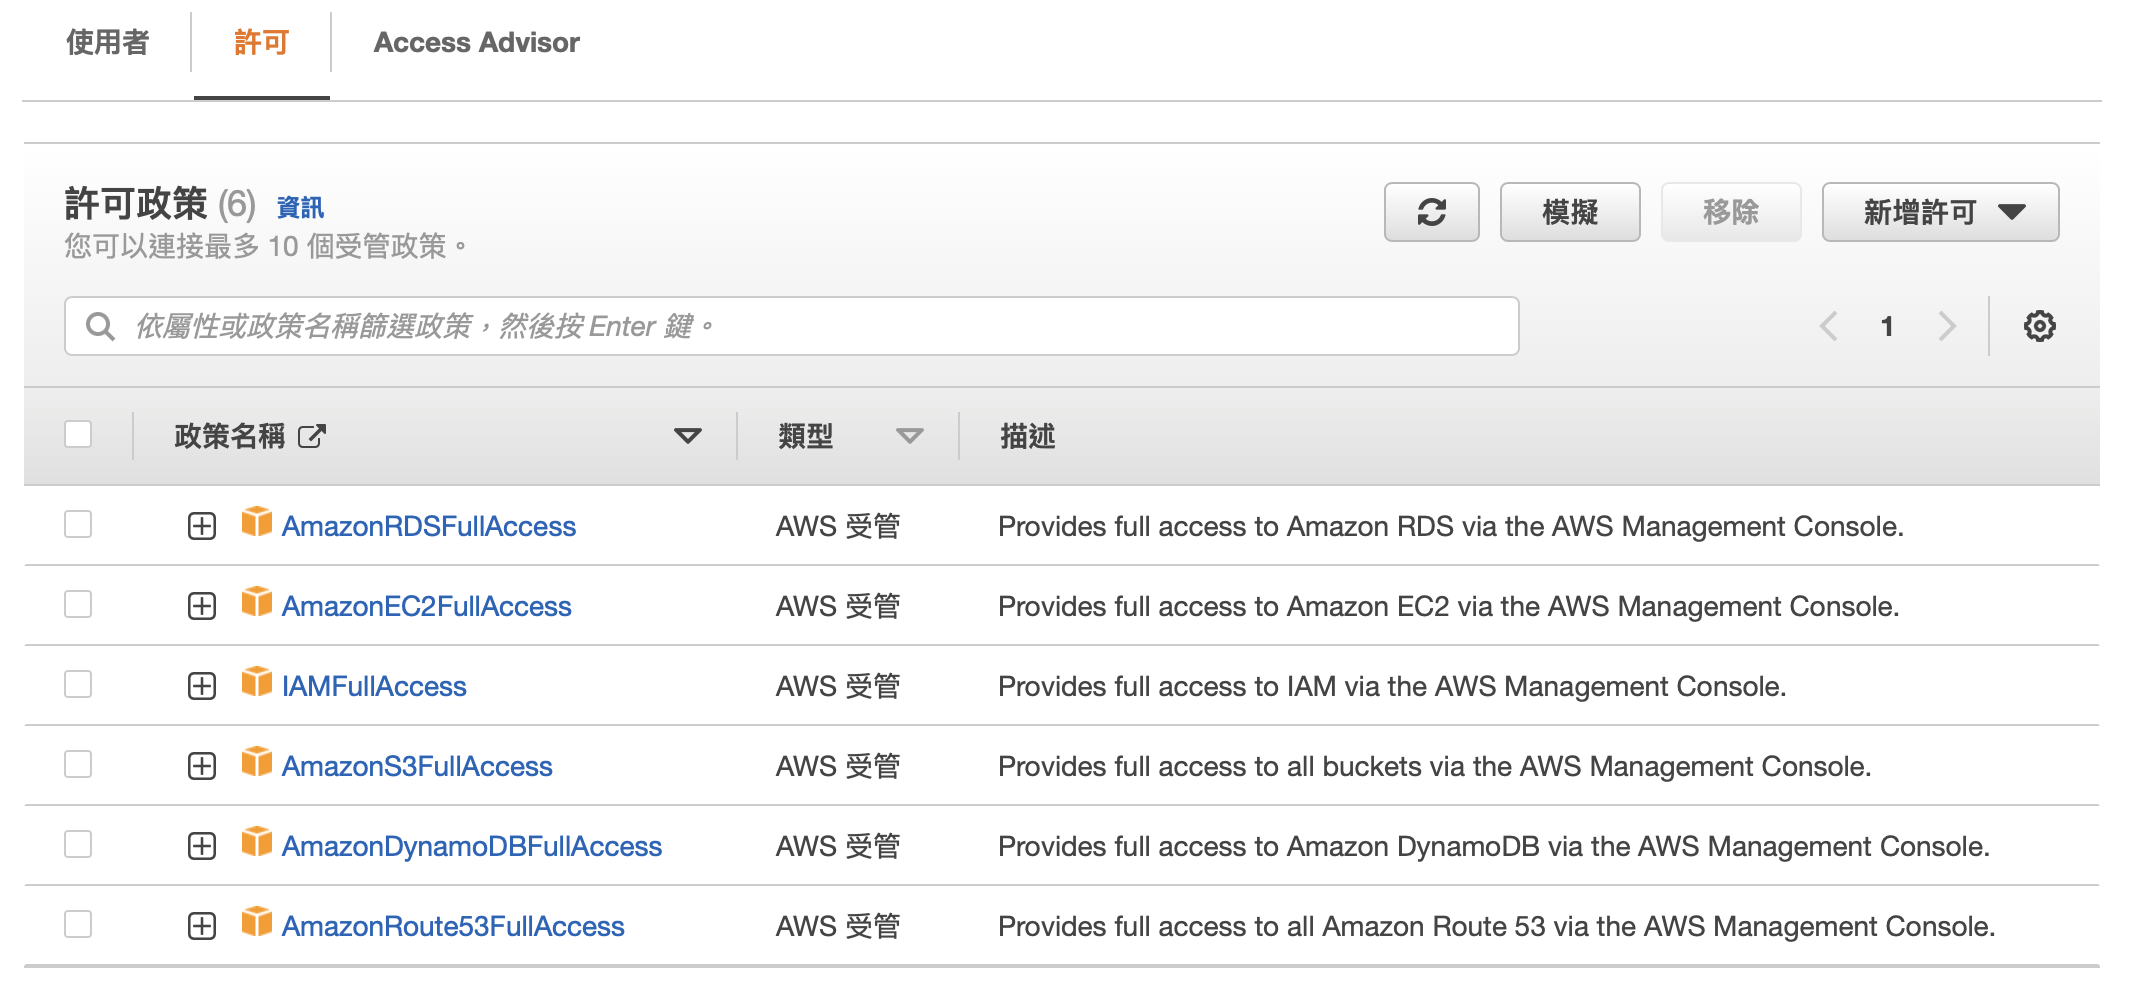 使用者 許可 Access Advisor
許可政策 (6) 資訊
您可以連接最多 10 個受管政策。
模擬 移除 新增許可
依屬性或政策名稱篩選政策，然後按 Enter 鍵。
1
政策名稱 類型 描述
AmazonRDSFullAccess AWS 受管 Provides full access to Amazon RDS via the AWS Management Console.
AmazonEC2FullAccess AWS 受管 Provides full access to Amazon EC2 via the AWS Management Console.
IAMFullAccess AWS 受管 Provides full access to IAM via the AWS Management Console.
AmazonS3FullAccess AWS 受管 Provides full access to all buckets via the AWS Management Console.
AmazonDynamoDBFullAccess AWS 受管 Provides full access to Amazon DynamoDB via the AWS Management Console.
AmazonRoute53FullAccess AWS 受管 Provides full access to all Amazon Route 53 via the AWS Management Console.